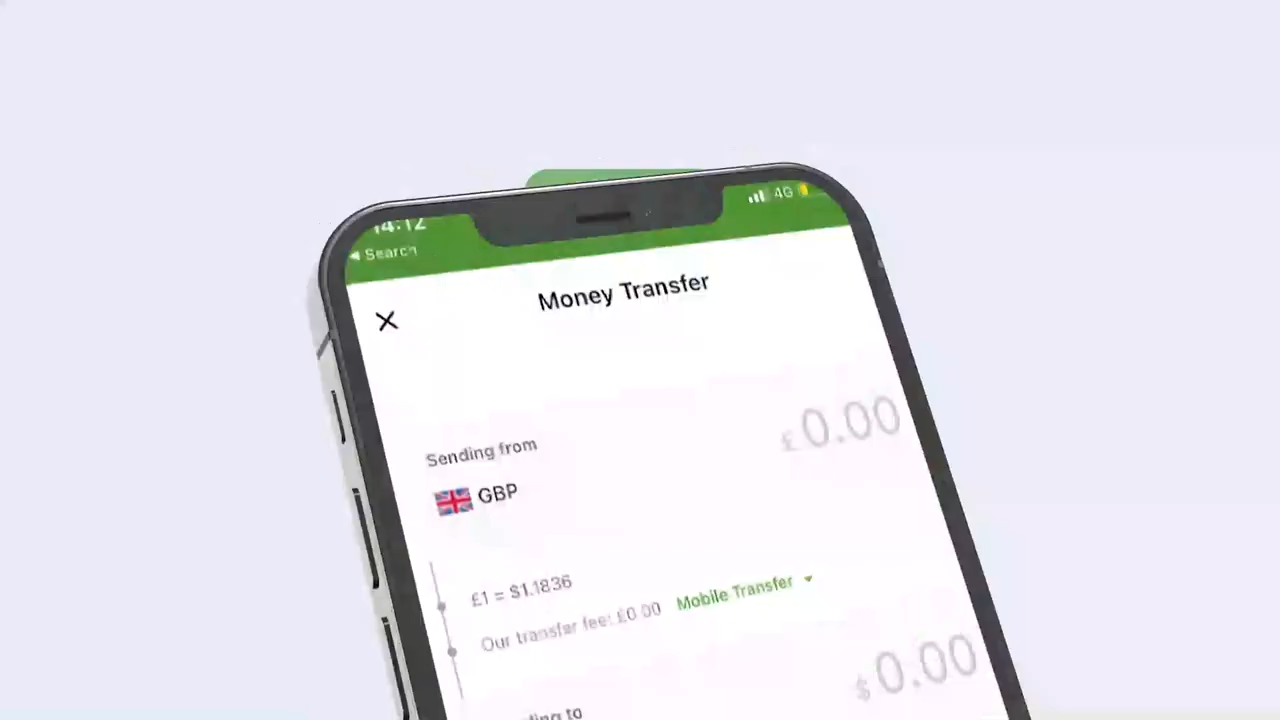 14:12
4G
◀ Search
Money Transfer
£0.00
Sending from
GBP
£1 = $1.1836
Our transfer fee: £0.00 Mobile Transfer
$0.00
to